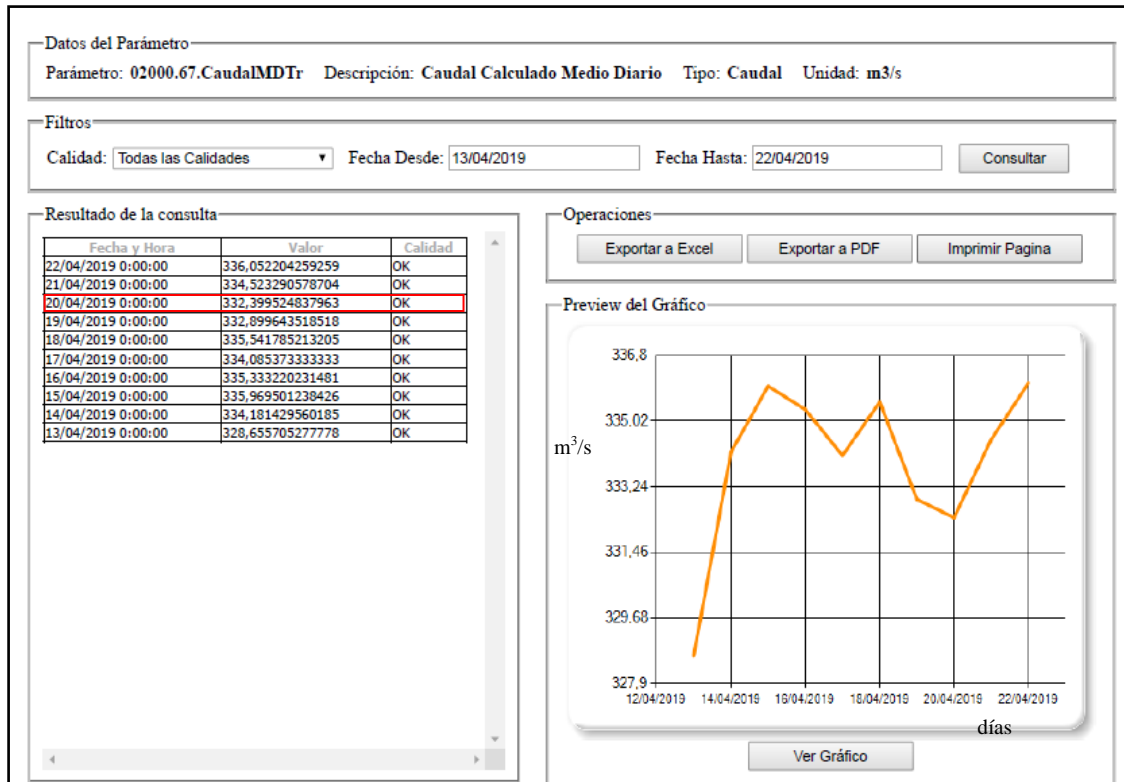 Datos del Parámetro
Parámetro: 02000.67.CaudalMDTr Descripción: Caudal Calculado Medio Diario Tipo: Caudal Unidad: m3/s
Filtros
Calidad: Todas las Calidades Fecha Desde: 13/04/2019 Fecha Hasta: 22/04/2019 Consultar
Resultado de la consulta
Fecha y Hora Valor Calidad
22/04/2019 0:00:00 336,052204259259 OK
21/04/2019 0:00:00 334,523290578704 OK
20/04/2019 0:00:00 332,399524837963 OK
19/04/2019 0:00:00 332,899643518518 OK
18/04/2019 0:00:00 335,541785213205 OK
17/04/2019 0:00:00 334,085373333333 OK
16/04/2019 0:00:00 335,333220231481 OK
15/04/2019 0:00:00 335,969501238426 OK
14/04/2019 0:00:00 334,181429560185 OK
13/04/2019 0:00:00 328,655705277778 OK
Operaciones
Exportar a Excel Exportar a PDF Imprimir Pagina
Preview del Gráfico
336,8
335,02
m³/s
333,24
331,46
329,68
327,9
12/04/2019 14/04/2019 16/04/2019 18/04/2019 20/04/2019 22/04/2019
días
Ver Gráfico